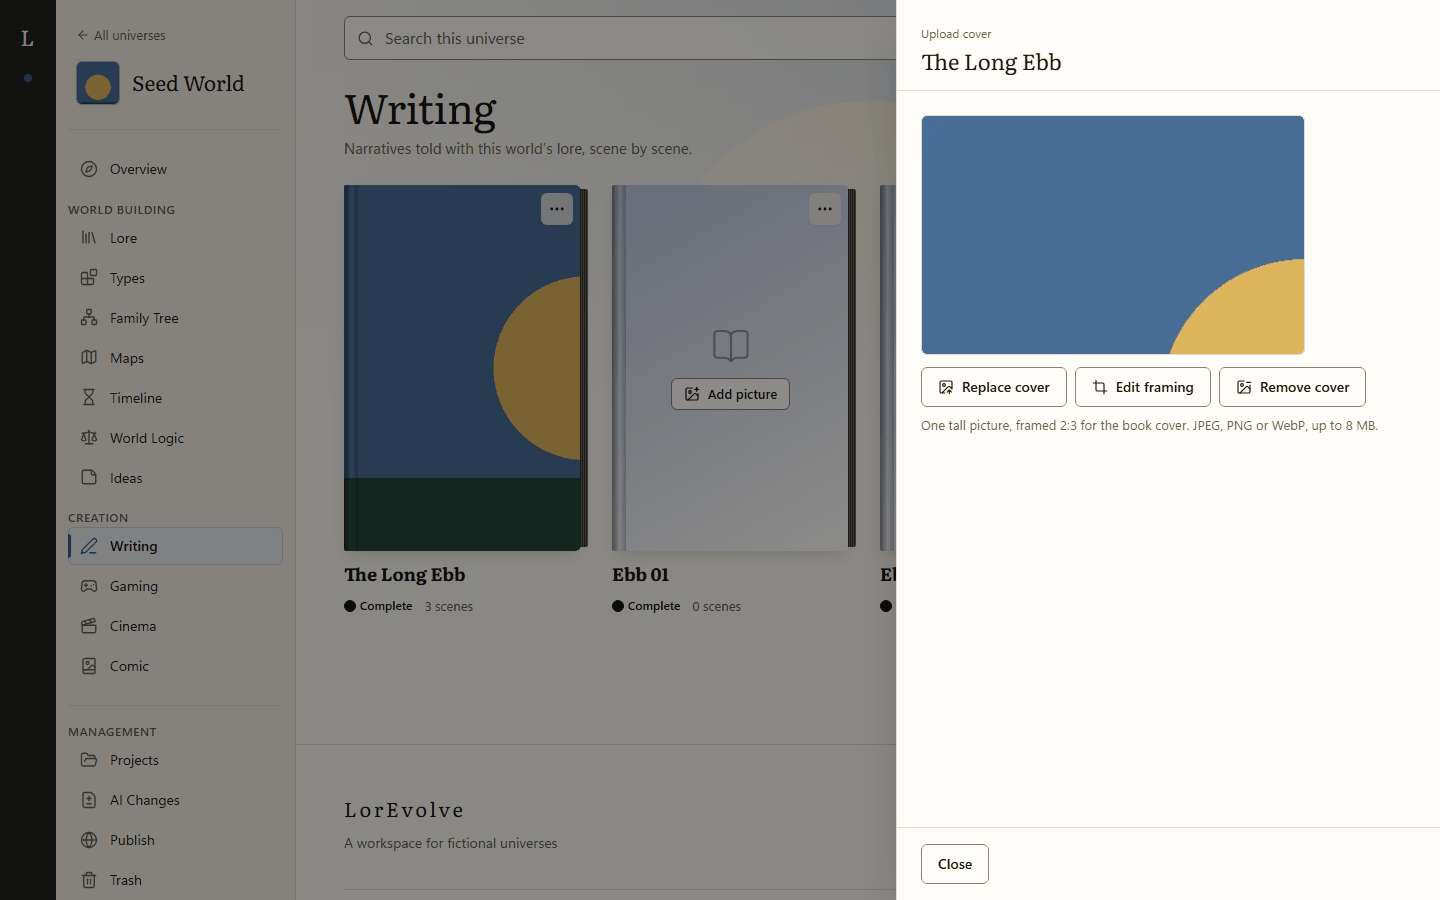 L
All universes
Seed World
Overview
WORLD BUILDING
Lore
Types
Family Tree
Maps
Timeline
World Logic
Ideas
CREATION
Writing
Gaming
Cinema
Comic
MANAGEMENT
Projects
AI Changes
Publish
Trash
Search this universe
Writing
Narratives told with this world's lore, scene by scene.
Add picture
The Long Ebb
Complete 3 scenes
Ebb 01
Complete 0 scenes
LorEvolve
A workspace for fictional universes
Upload cover
The Long Ebb
Replace cover
Edit framing
Remove cover
One tall picture, framed 2:3 for the book cover. JPEG, PNG or WebP, up to 8 MB.
Close